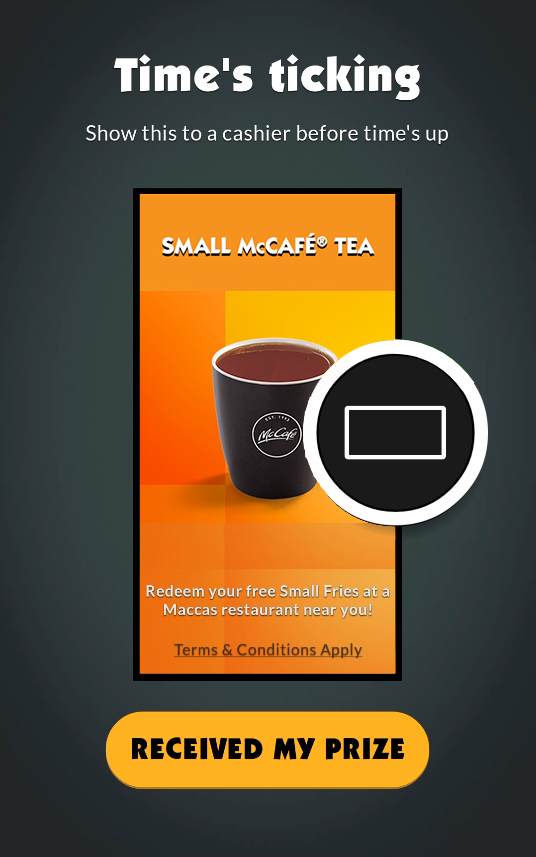 Time's ticking
Show this to a cashier before time's up
SMALL McCAFÉ® TEA
EST. 1993
McCafé
Redeem your free Small Fries at a
Maccas restaurant near you!
Terms & Conditions Apply
RECEIVED MY PRIZE